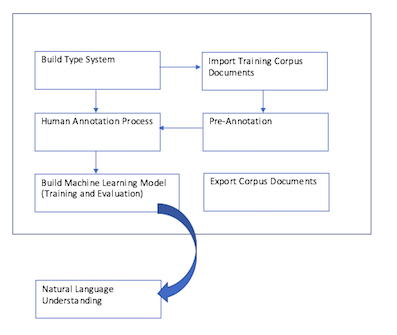 Build Type System
Import Training Corpus
Documents
Human Annotation Process
Pre-Annotation
Build Machine Learning Model
(Training and Evaluation)
Export Corpus Documents
Natural Language
Understanding